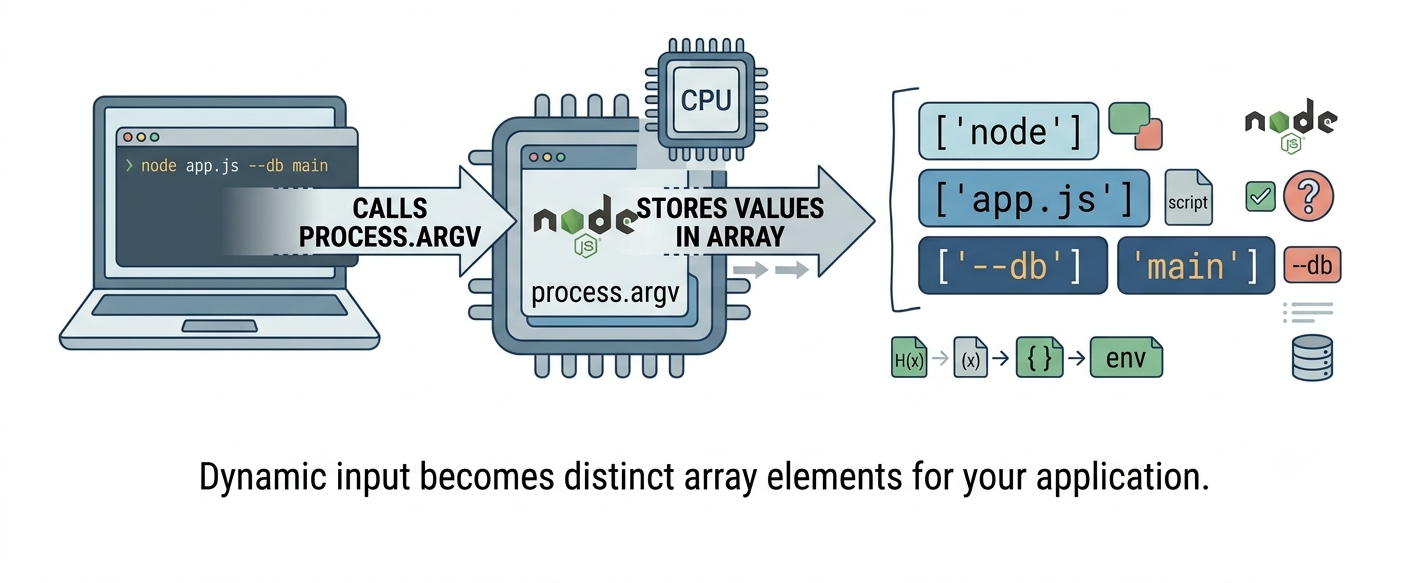 CPU
❯ node app.js --db main
CALLS
PROCESS.ARGV
node
JS
process.argv
STORES VALUES
IN ARRAY
['node']
node
JS
['app.js']
script
?
['--db'] 'main']
--db
H(x) → (x) → { } → env
Dynamic input becomes distinct array elements for your application.